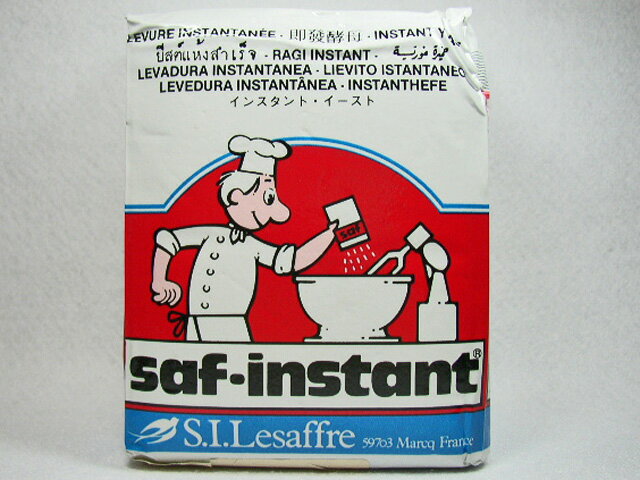 LEVURE INSTANTANÉE - 即發酵母 - INSTANT
ยีสต์แห้งสำเร็จ - RAGI INSTANT - خميرة فورية
LEVADURA INSTANTANEA - LIEVITO ISTANTANEO
LEVEDURA INSTANTÂNEA - INSTANTHEFE
インスタント・イースト
saf
saf-instant®
S.I.Lesaffre 59703 Marcq France